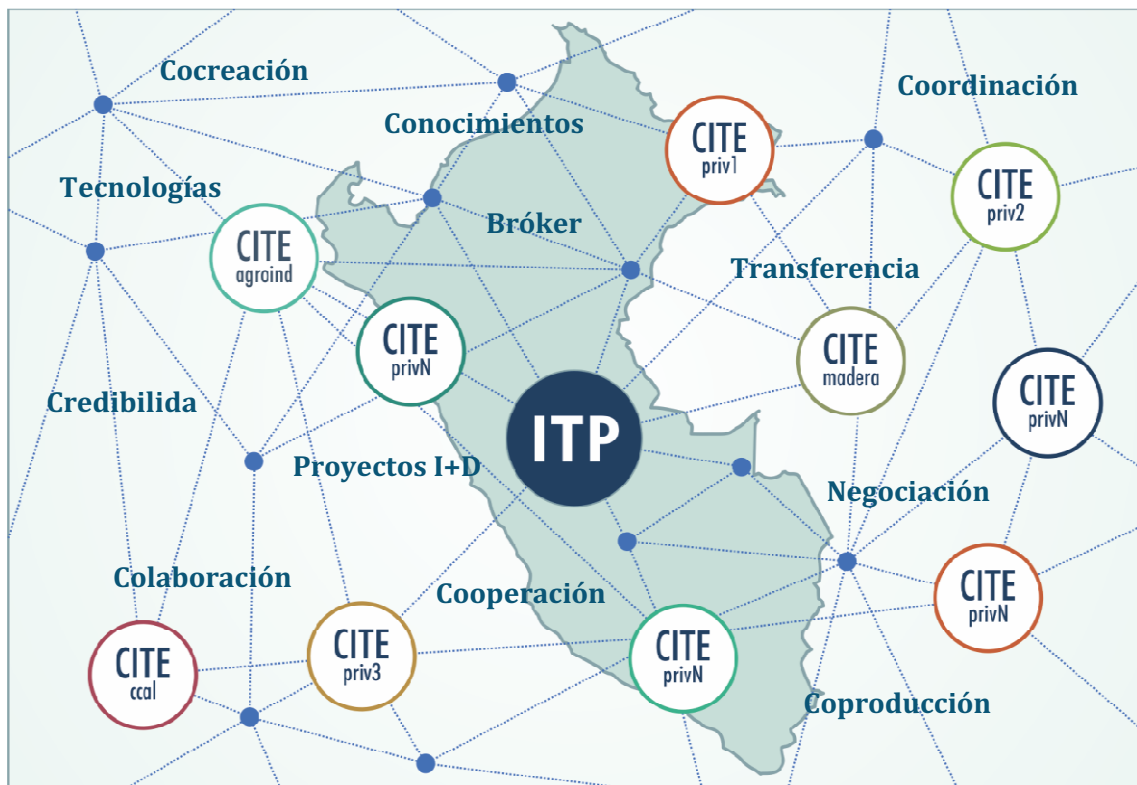 Cocreación
Coordinación
Conocimientos
CITE
priv1
Tecnologías
CITE
priv2
Bróker
CITE
agroind
Transferencia
CITE
privN
CITE
madera
Credibilida
CITE
privN
ITP
Proyectos I+D
Negociación
Colaboración
Cooperación
CITE
privN
CITE
ccal
CITE
priv3
CITE
privN
Coproducción